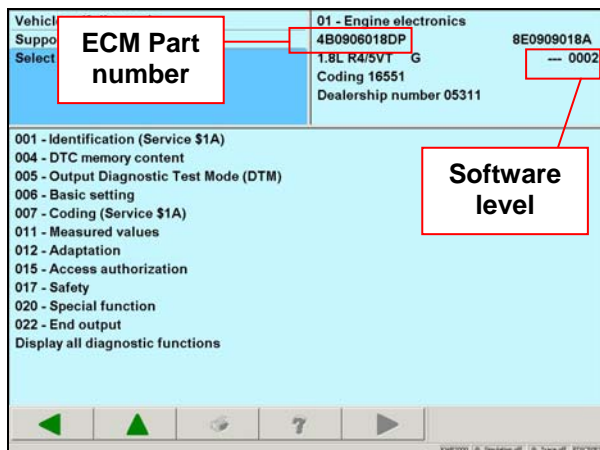 Vehicl
Suppo
Select
ECM Part
number
01 - Engine electronics
4B0906018DP 8E0909018A
1.8L R4/5VT G --- 0002
Coding 16551
Dealership number 05311
001 - Identification (Service $1A)
004 - DTC memory content
005 - Output Diagnostic Test Mode (DTM)
006 - Basic setting
007 - Coding (Service $1A)
011 - Measured values
012 - Adaptation
015 - Access authorization
017 - Safety
020 - Special function
022 - End output
Display all diagnostic functions
Software
level
?